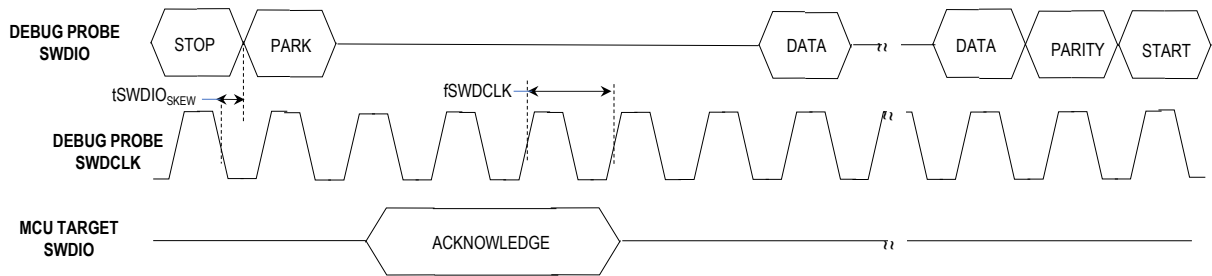 DEBUG PROBE
SWDIO
STOP
PARK
DATA
DATA
PARITY
START
tSWDIOSKEW
fSWDCLK
DEBUG PROBE
SWDCLK
MCU TARGET
SWDIO
ACKNOWLEDGE